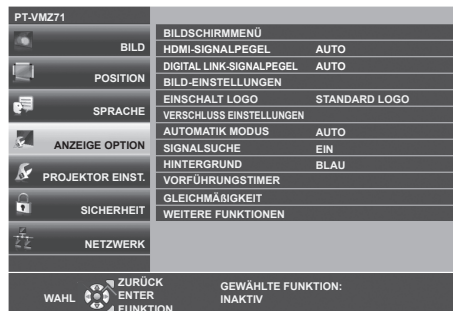 PT-VMZ71
BILD
POSITION
SPRACHE
ANZEIGE OPTION
PROJEKTOR EINST.
SICHERHEIT
NETZWERK
BILDSCHIRMMENÜ
HDMI-SIGNALPEGEL AUTO
DIGITAL LINK-SIGNALPEGEL AUTO
BILD-EINSTELLUNGEN
EINSCHALT LOGO STANDARD LOGO
VERSCHLUSS EINSTELLUNGEN
AUTOMATIK MODUS AUTO
SIGNALSUCHE EIN
HINTERGRUND BLAU
VORFÜHRUNGSTIMER
GLEICHMÄßIGKEIT
WEITERE FUNKTIONEN
WAHL
ZURÜCK
ENTER
FUNKTION
GEWÄHLTE FUNKTION:
INAKTIV